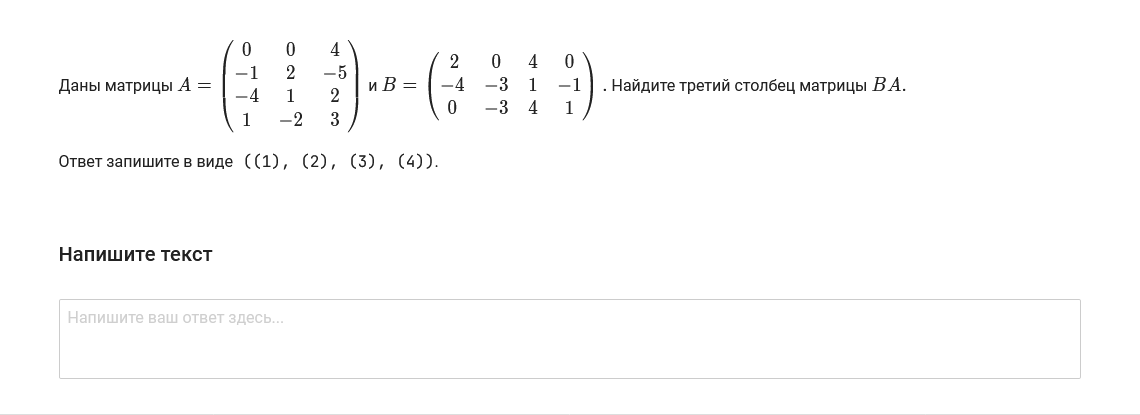 Даны матрицы A = \begin{pmatrix} 0 & 0 & 4 \\ -1 & 2 & -5 \\ -4 & 1 & 2 \\ 1 & -2 & 3 \end{pmatrix} и B = \begin{pmatrix} 2 & 0 & 4 & 0 \\ -4 & -3 & 1 & -1 \\ 0 & -3 & 4 & 1 \end{pmatrix} . Найдите третий столбец матрицы BA.
Ответ запишите в виде ((1), (2), (3), (4)).
Напишите текст
Напишите ваш ответ здесь...